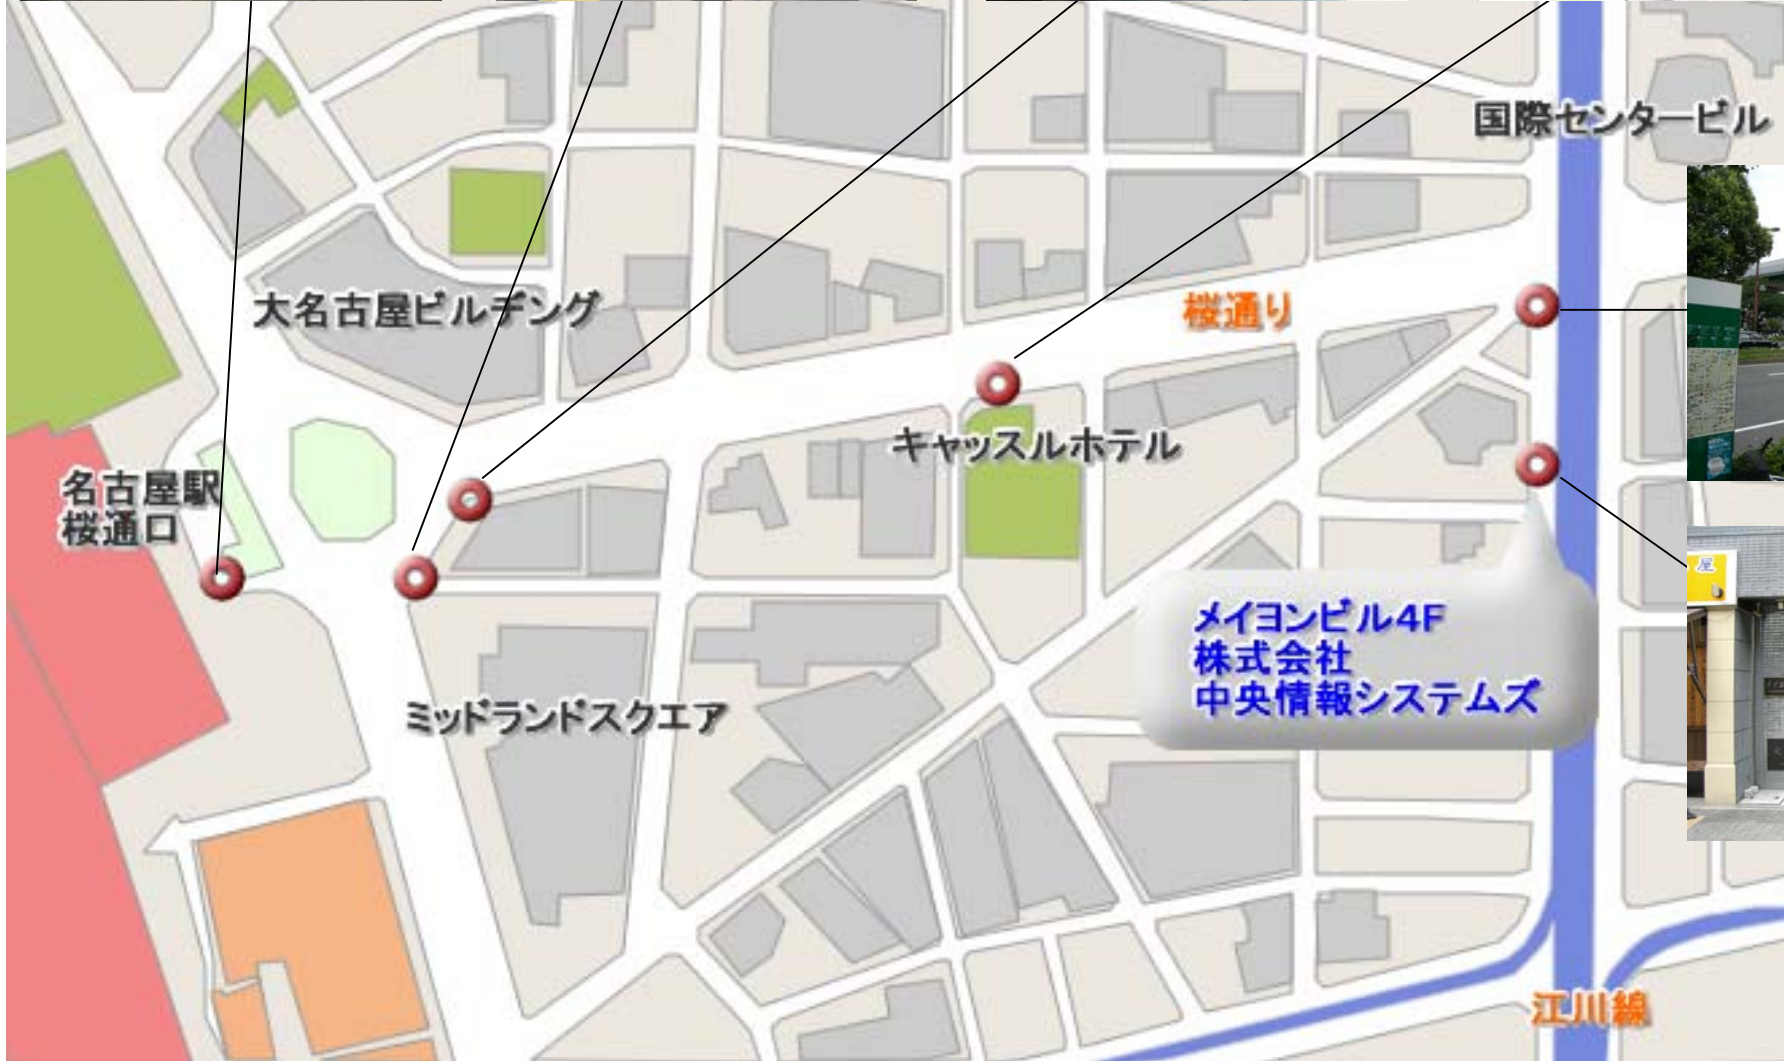 国際センタービル
大名古屋ビルヂング
桜通り
キャッスルホテル
名古屋駅
桜通口
メイヨンビル4F
株式会社
中央情報システムズ
ミッドランドスクエア
江川線
屋